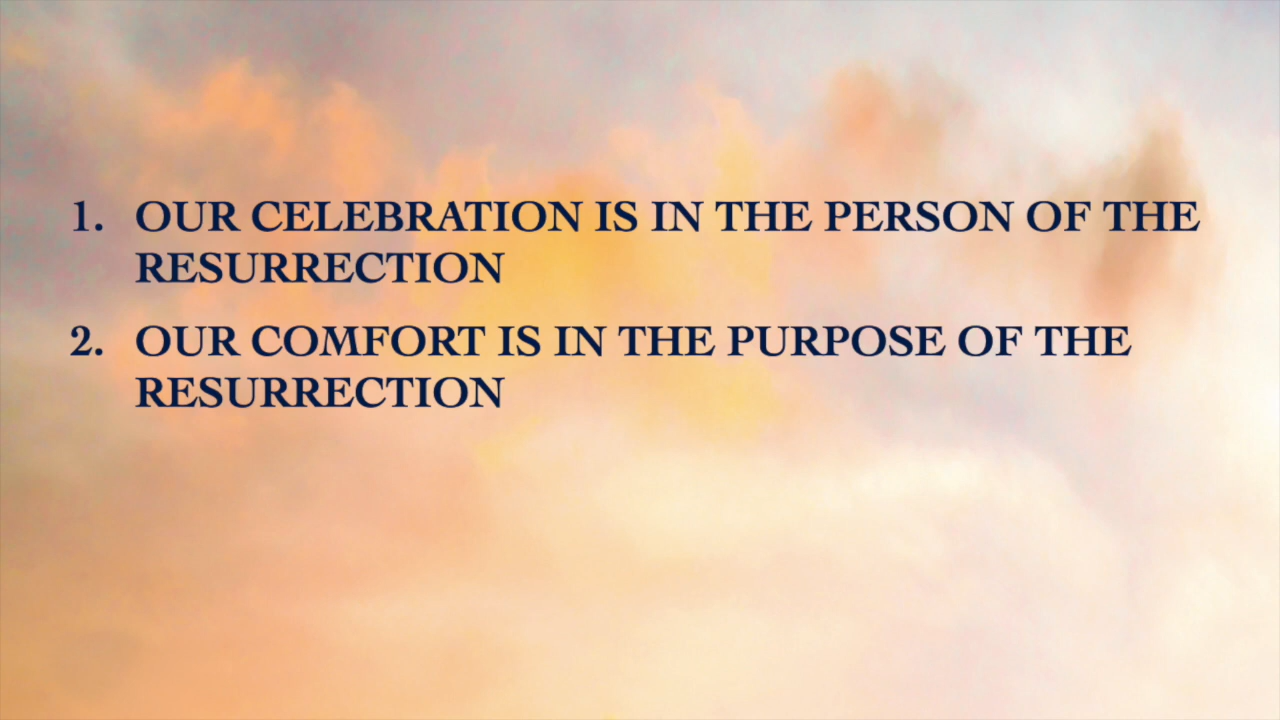 1. OUR CELEBRATION IS IN THE PERSON OF THE
RESURRECTION
2. OUR COMFORT IS IN THE PURPOSE OF THE
RESURRECTION